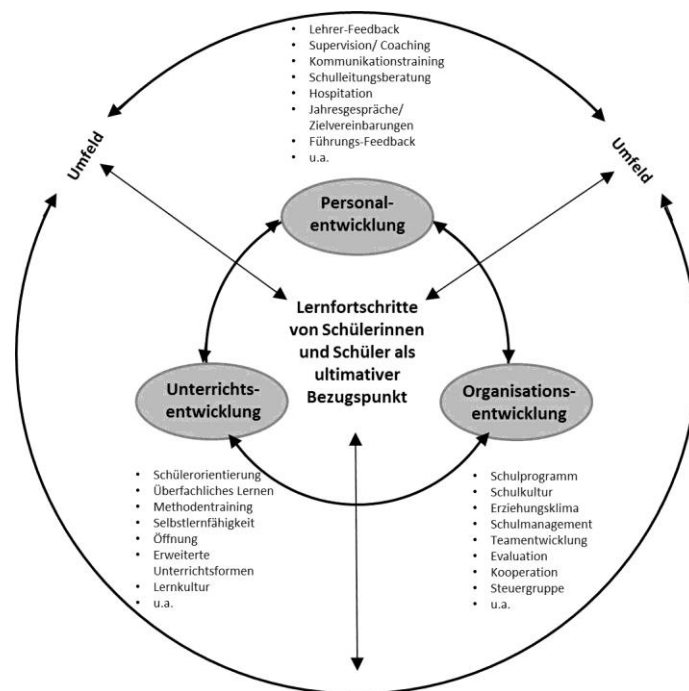 Lehrer-Feedback
Supervision/ Coaching
Kommunikationstraining
Schulleitungsberatung
Hospitation
Jahresgespräche/
Zielvereinbarungen
Führungs-Feedback
u.a.
Umfeld
Umfeld
Personal-
entwicklung
Lernfortschritte
von Schülerinnen
und Schüler als
ultimativer
Bezugspunkt
Unterrichts-
entwicklung
Organisations-
entwicklung
Schülerorientierung
Überfachliches Lernen
Methodentraining
Selbstlernfähigkeit
Öffnung
Erweiterte
Unterrichtsformen
Lernkultur
u.a.
Schulprogramm
Schulkultur
Erziehungsklima
Schulmanagement
Teamentwicklung
Evaluation
Kooperation
Steuergruppe
u.a.